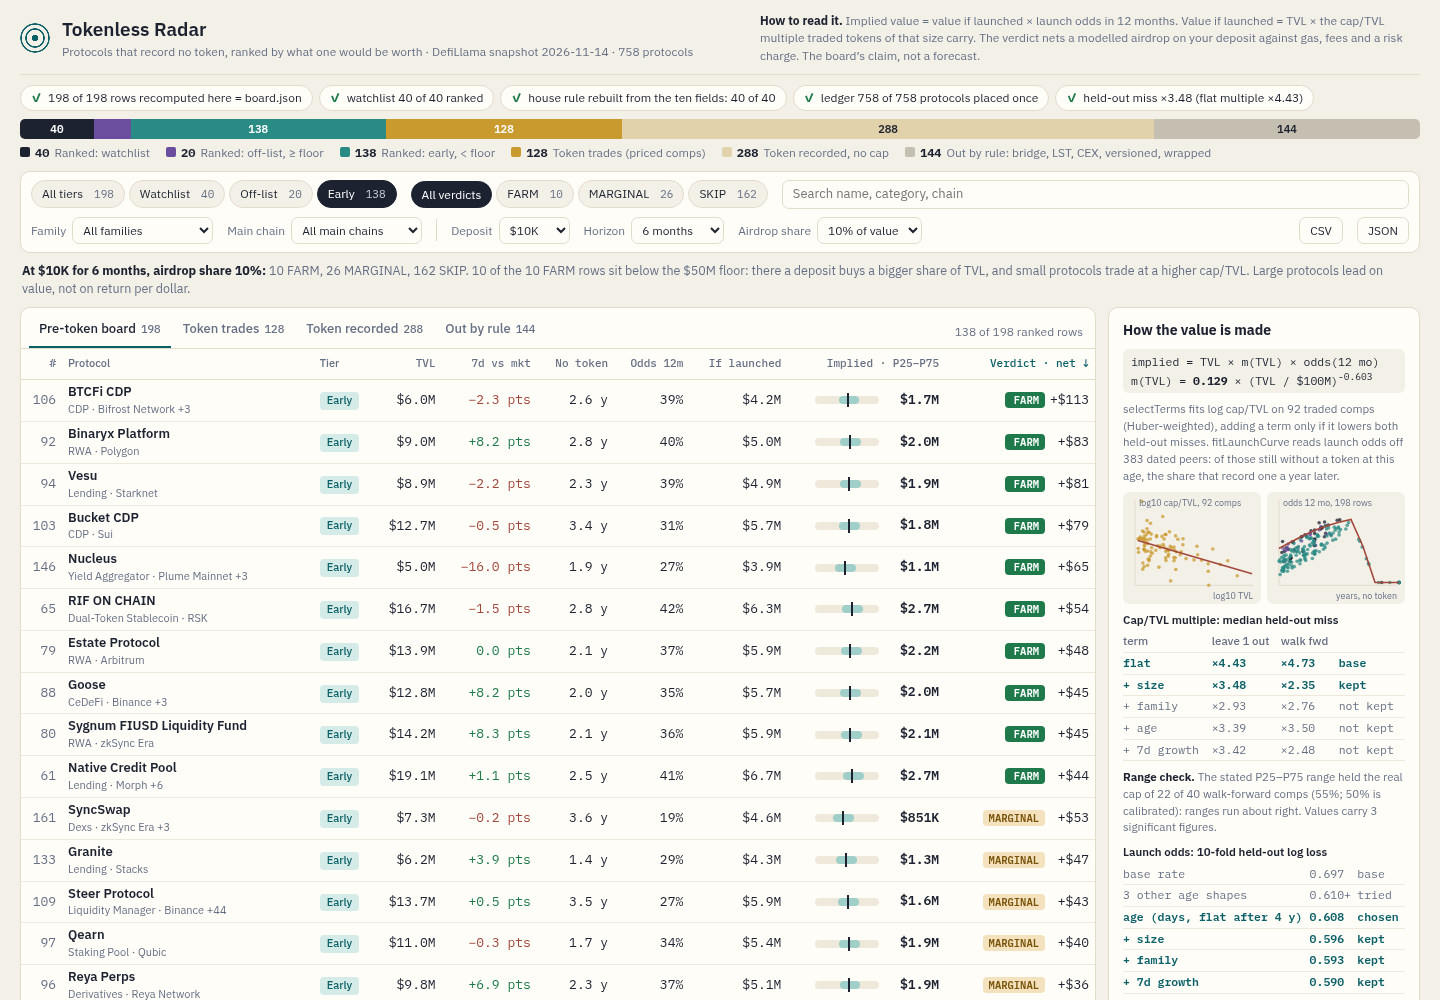 Tokenless Radar
Protocols that record no token, ranked by what one would be worth · DefiLlama snapshot 2026-11-14 · 758 protocols
How to read it. Implied value = value if launched × launch odds in 12 months. Value if launched = TVL × the cap/TVL
multiple traded tokens of that size carry. The verdict nets a modelled airdrop on your deposit against gas, fees and a risk
charge. The board's claim, not a forecast.
✓ 198 of 198 rows recomputed here = board.json ✓ watchlist 40 of 40 ranked ✓ house rule rebuilt from the ten fields: 40 of 40 ✓ ledger 758 of 758 protocols placed once ✓ held-out miss ×3.48 (flat multiple ×4.43)
40 138 128 288 144
40 Ranked: watchlist 20 Ranked: off-list, ≥ floor 138 Ranked: early, < floor 128 Token trades (priced comps) 288 Token recorded, no cap 144 Out by rule: bridge, LST, CEX, versioned, wrapped
All tiers 198 Watchlist 40 Off-list 20 Early 138 All verdicts FARM 10 MARGINAL 26 SKIP 162 Search name, category, chain
Family All families Main chain All main chains Deposit $10K Horizon 6 months Airdrop share 10% of value CSV JSON
At $10K for 6 months, airdrop share 10%: 10 FARM, 26 MARGINAL, 162 SKIP. 10 of the 10 FARM rows sit below the $50M floor: there a deposit buys a bigger share of TVL, and small protocols trade at a higher cap/TVL. Large protocols lead on
value, not on return per dollar.
Pre-token board 198 Token trades 128 Token recorded 288 Out by rule 144 138 of 198 ranked rows
# Protocol Tier TVL 7d vs mkt No token Odds 12m If launched Implied · P25–P75 Verdict · net ↓
106 BTCFi CDP Early $6.0M −2.3 pts 2.6 y 39% $4.2M $1.7M FARM +$113
CDP · Bifrost Network +3
92 Binaryx Platform Early $9.0M +8.2 pts 2.8 y 40% $5.0M $2.0M FARM +$83
RWA · Polygon
94 Vesu Early $8.9M −2.2 pts 2.3 y 39% $4.9M $1.9M FARM +$81
Lending · Starknet
103 Bucket CDP Early $12.7M −0.5 pts 3.4 y 31% $5.7M $1.8M FARM +$79
CDP · Sui
146 Nucleus Early $5.0M −16.0 pts 1.9 y 27% $3.9M $1.1M FARM +$65
Yield Aggregator · Plume Mainnet +3
65 RIF ON CHAIN Early $16.7M −1.5 pts 2.8 y 42% $6.3M $2.7M FARM +$54
Dual-Token Stablecoin · RSK
79 Estate Protocol Early $13.9M 0.0 pts 2.1 y 37% $5.9M $2.2M FARM +$48
RWA · Arbitrum
88 Goose Early $12.8M +8.2 pts 2.0 y 35% $5.7M $2.0M FARM +$45
CeDeFi · Binance +3
80 Sygnum FIUSD Liquidity Fund Early $14.2M +8.3 pts 2.1 y 36% $5.9M $2.1M FARM +$45
RWA · zkSync Era
61 Native Credit Pool Early $19.1M +1.1 pts 2.5 y 41% $6.7M $2.7M FARM +$44
Lending · Morph +6
161 SyncSwap Early $7.3M −0.2 pts 3.6 y 19% $4.6M $851K MARGINAL +$53
Dexs · zkSync Era +3
133 Granite Early $6.2M +3.9 pts 1.4 y 29% $4.3M $1.3M MARGINAL +$47
Lending · Stacks
109 Steer Protocol Early $13.7M +0.5 pts 3.5 y 27% $5.9M $1.6M MARGINAL +$43
Liquidity Manager · Binance +44
97 Qearn Early $11.0M −0.3 pts 1.7 y 34% $5.4M $1.9M MARGINAL +$40
Staking Pool · Qubic
96 Reya Perps Early $9.8M +6.9 pts 2.3 y 37% $5.1M $1.9M MARGINAL +$36
Derivatives · Reya Network
How the value is made
implied = TVL × m(TVL) × odds(12 mo)
m(TVL) = 0.129 × (TVL / $100M)^-0.603
selectTerms fits log cap/TVL on 92 traded comps
(Huber-weighted), adding a term only if it lowers both
held-out misses. fitLaunchCurve reads launch odds off
383 dated peers: of those still without a token at this
age, the share that record one a year later.
log10 cap/TVL, 92 comps
log10 TVL
odds 12 mo, 198 rows
years, no token
Cap/TVL multiple: median held-out miss
term leave 1 out walk fwd
flat ×4.43 ×4.73 base
+ size ×3.48 ×2.35 kept
+ family ×2.93 ×2.76 not kept
+ age ×3.39 ×3.50 not kept
+ 7d growth ×3.42 ×2.48 not kept
Range check. The stated P25–P75 range held the real
cap of 22 of 40 walk-forward comps (55%; 50% is
calibrated): ranges run about right. Values carry 3
significant figures.
Launch odds: 10-fold held-out log loss
base rate 0.697 base
3 other age shapes 0.610+ tried
age (days, flat after 4 y) 0.608 chosen
+ size 0.596 kept
+ family 0.593 kept
+ 7d growth 0.590 kept